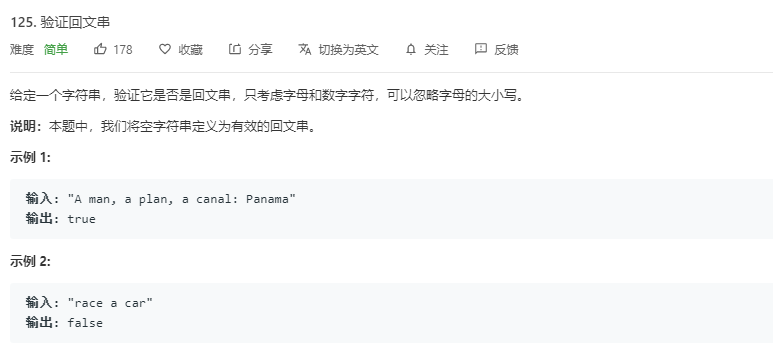 125. 验证回文串
难度 简单 178 收藏 分享 切换为英文 关注 反馈
给定一个字符串，验证它是否是回文串，只考虑字母和数字字符，可以忽略字母的大小写。
说明：本题中，我们将空字符串定义为有效的回文串。
示例 1:
输入: "A man, a plan, a canal: Panama"
输出: true
示例 2:
输入: "race a car"
输出: false